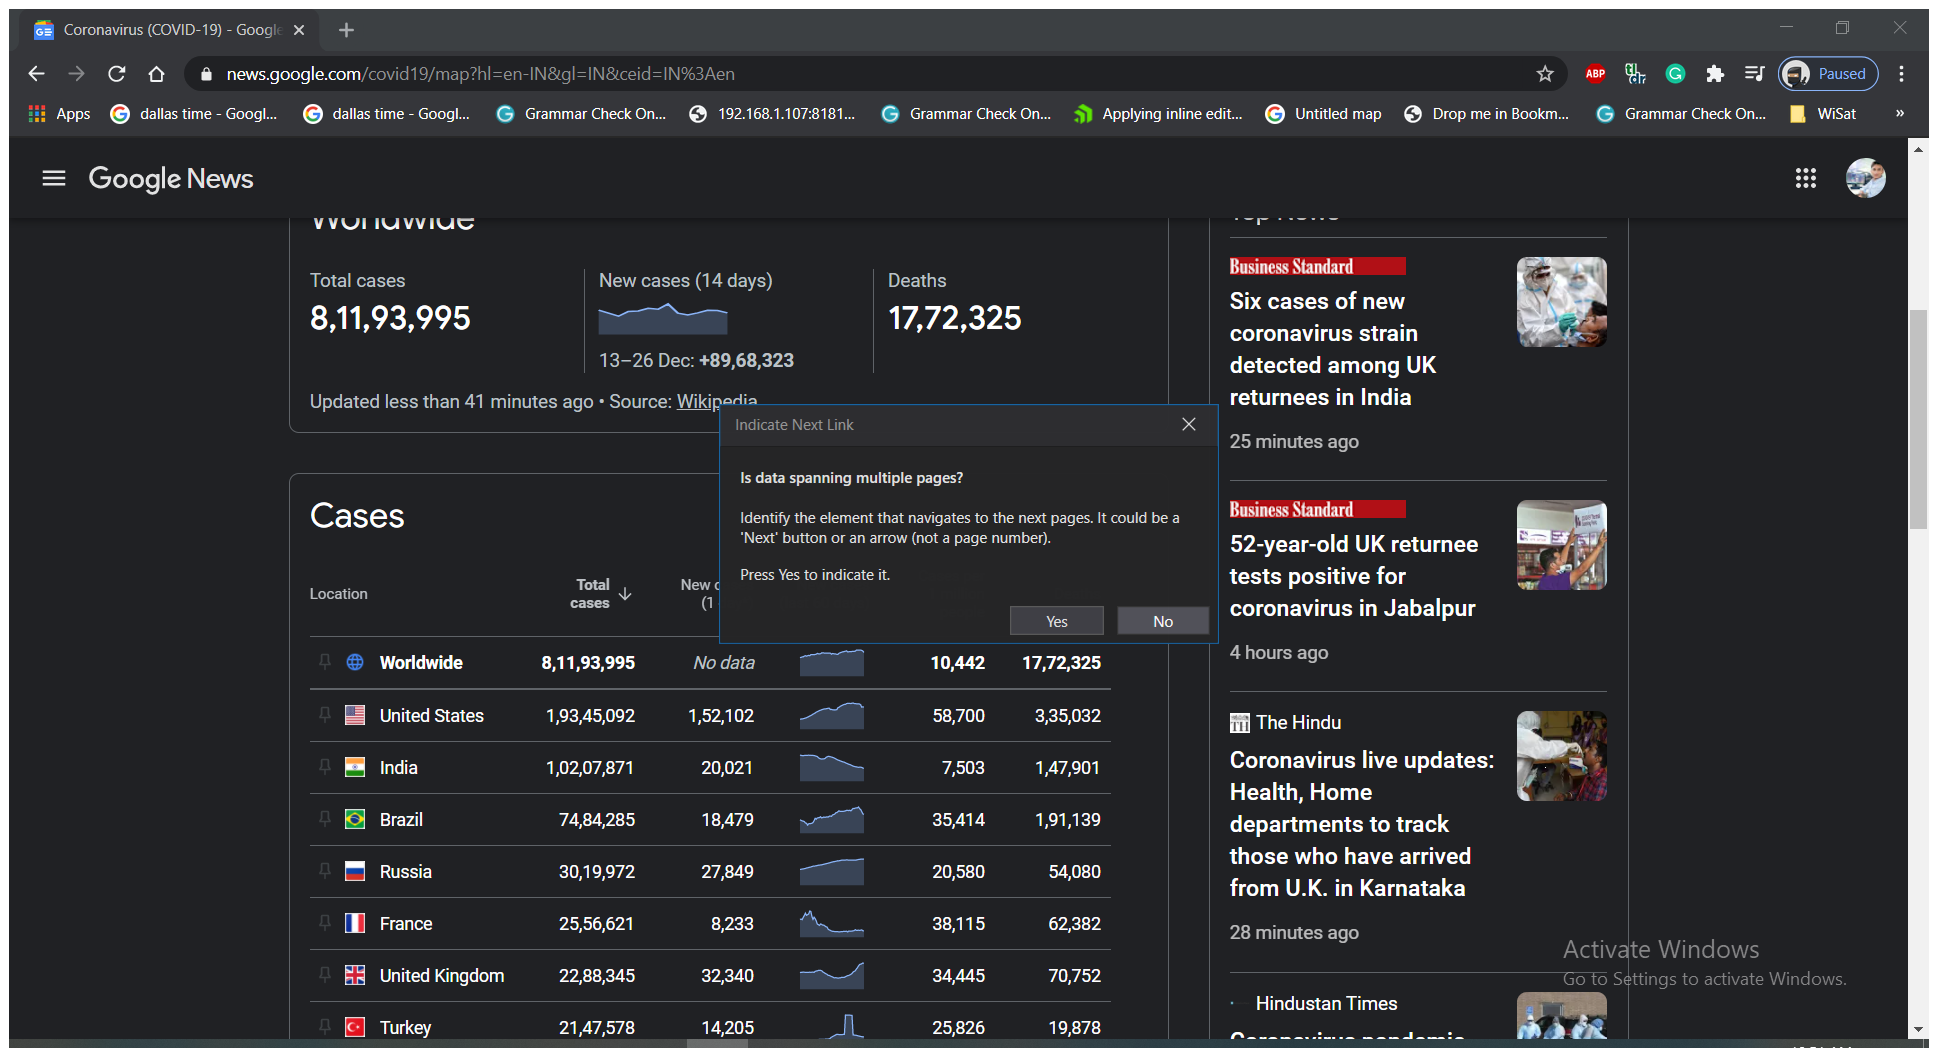 Coronavirus (COVID-19) - Google
news.google.com/covid19/map?hl=en-IN&gl=IN&ceid=IN%3Aen
ABP
Paused
Apps
dallas time - Googl...
dallas time - Googl...
Grammar Check On...
192.168.1.107:8181...
Grammar Check On...
Applying inline edit...
Untitled map
Drop me in Bookm...
Grammar Check On...
WiSat
»
Google News
Worldwide
Total cases
8,11,93,995
New cases (14 days)
13–26 Dec: +89,68,323
Deaths
17,72,325
Updated less than 41 minutes ago • Source: Wikipedia
Indicate Next Link
Is data spanning multiple pages?
Identify the element that navigates to the next pages. It could be a
'Next' button or an arrow (not a page number).
Press Yes to indicate it.
Yes
No
Cases
Location
Total
cases
New
(1
Worldwide 8,11,93,995 No data 10,442 17,72,325
United States 1,93,45,092 1,52,102 58,700 3,35,032
India 1,02,07,871 20,021 7,503 1,47,901
Brazil 74,84,285 18,479 35,414 1,91,139
Russia 30,19,972 27,849 20,580 54,080
France 25,56,621 8,233 38,115 62,382
United Kingdom 22,88,345 32,340 34,445 70,752
Turkey 21,47,578 14,205 25,826 19,878
Top News
Business Standard
Six cases of new
coronavirus strain
detected among UK
returnees in India
25 minutes ago
Business Standard
52-year-old UK returnee
tests positive for
coronavirus in Jabalpur
4 hours ago
TH The Hindu
Coronavirus live updates:
Health, Home
departments to track
those who have arrived
from U.K. in Karnataka
28 minutes ago
Hindustan Times
Coronavirus pandemic
Activate Windows
Go to Settings to activate Windows.